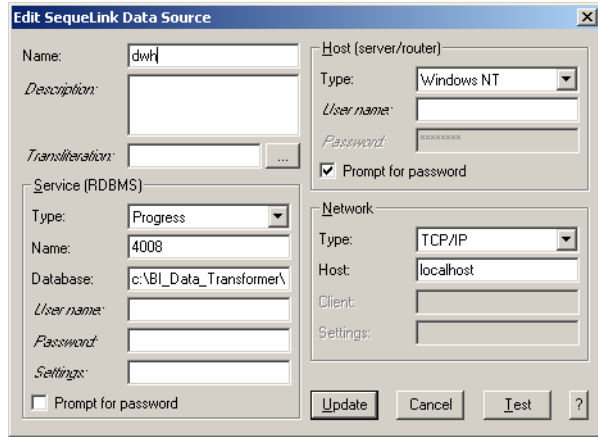 Edit SequeLink Data Source
Name:
dwh
Description:
Transliteration:
...
Service (RDBMS)
Type:
Progress
Name:
4008
Database:
c:\BI_Data_Transformer\
User name:
Password:
Settings:
Prompt for password
Host (server/router)
Type:
Windows NT
User name:
Password:
xxxxxxxx
Prompt for password
Network
Type:
TCP/IP
Host:
localhost
Client:
Settings:
Update
Cancel
Test
?